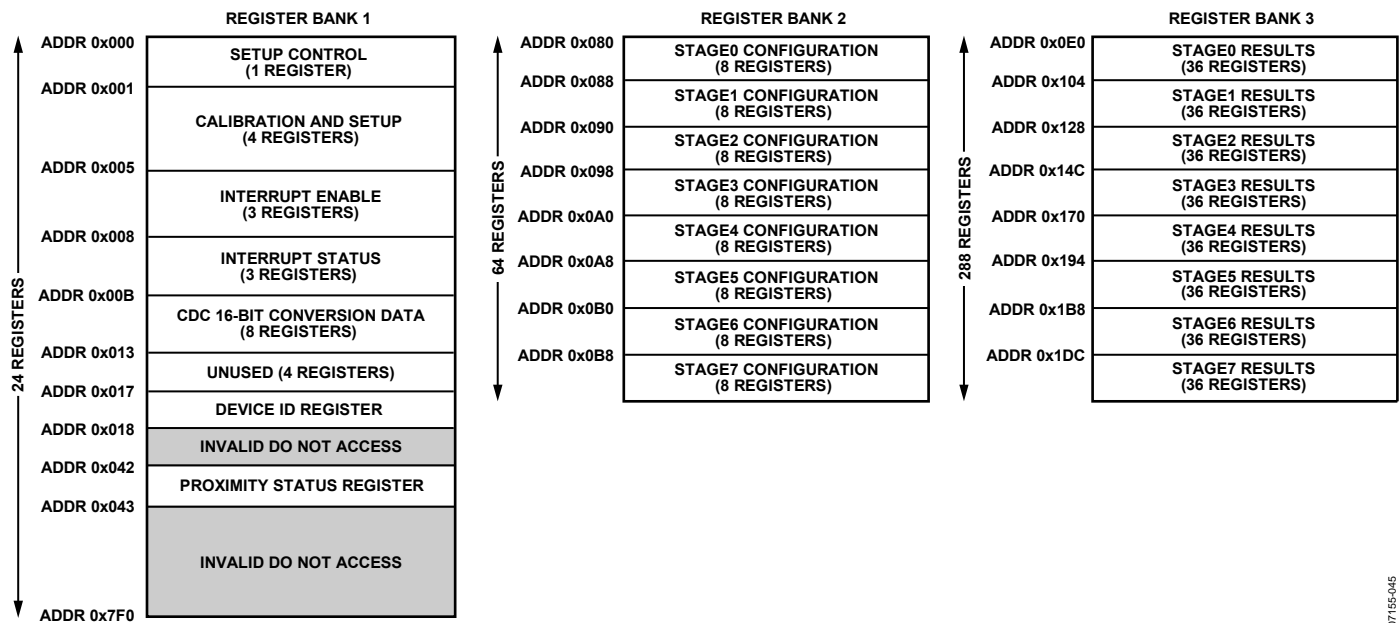 REGISTER BANK 1
ADDR 0x000
SETUP CONTROL
(1 REGISTER)
ADDR 0x001
CALIBRATION AND SETUP
(4 REGISTERS)
ADDR 0x005
INTERRUPT ENABLE
(3 REGISTERS)
ADDR 0x008
INTERRUPT STATUS
(3 REGISTERS)
ADDR 0x00B
CDC 16-BIT CONVERSION DATA
(8 REGISTERS)
ADDR 0x013
UNUSED (4 REGISTERS)
ADDR 0x017
DEVICE ID REGISTER
ADDR 0x018
INVALID DO NOT ACCESS
ADDR 0x042
PROXIMITY STATUS REGISTER
ADDR 0x043
INVALID DO NOT ACCESS
ADDR 0x7F0
24 REGISTERS
REGISTER BANK 2
ADDR 0x080
STAGE0 CONFIGURATION
(8 REGISTERS)
ADDR 0x088
STAGE1 CONFIGURATION
(8 REGISTERS)
ADDR 0x090
STAGE2 CONFIGURATION
(8 REGISTERS)
ADDR 0x098
STAGE3 CONFIGURATION
(8 REGISTERS)
ADDR 0x0A0
STAGE4 CONFIGURATION
(8 REGISTERS)
ADDR 0x0A8
STAGE5 CONFIGURATION
(8 REGISTERS)
ADDR 0x0B0
STAGE6 CONFIGURATION
(8 REGISTERS)
ADDR 0x0B8
STAGE7 CONFIGURATION
(8 REGISTERS)
64 REGISTERS
REGISTER BANK 3
ADDR 0x0E0
STAGE0 RESULTS
(36 REGISTERS)
ADDR 0x104
STAGE1 RESULTS
(36 REGISTERS)
ADDR 0x128
STAGE2 RESULTS
(36 REGISTERS)
ADDR 0x14C
STAGE3 RESULTS
(36 REGISTERS)
ADDR 0x170
STAGE4 RESULTS
(36 REGISTERS)
ADDR 0x194
STAGE5 RESULTS
(36 REGISTERS)
ADDR 0x1B8
STAGE6 RESULTS
(36 REGISTERS)
ADDR 0x1DC
STAGE7 RESULTS
(36 REGISTERS)
288 REGISTERS
07155-045